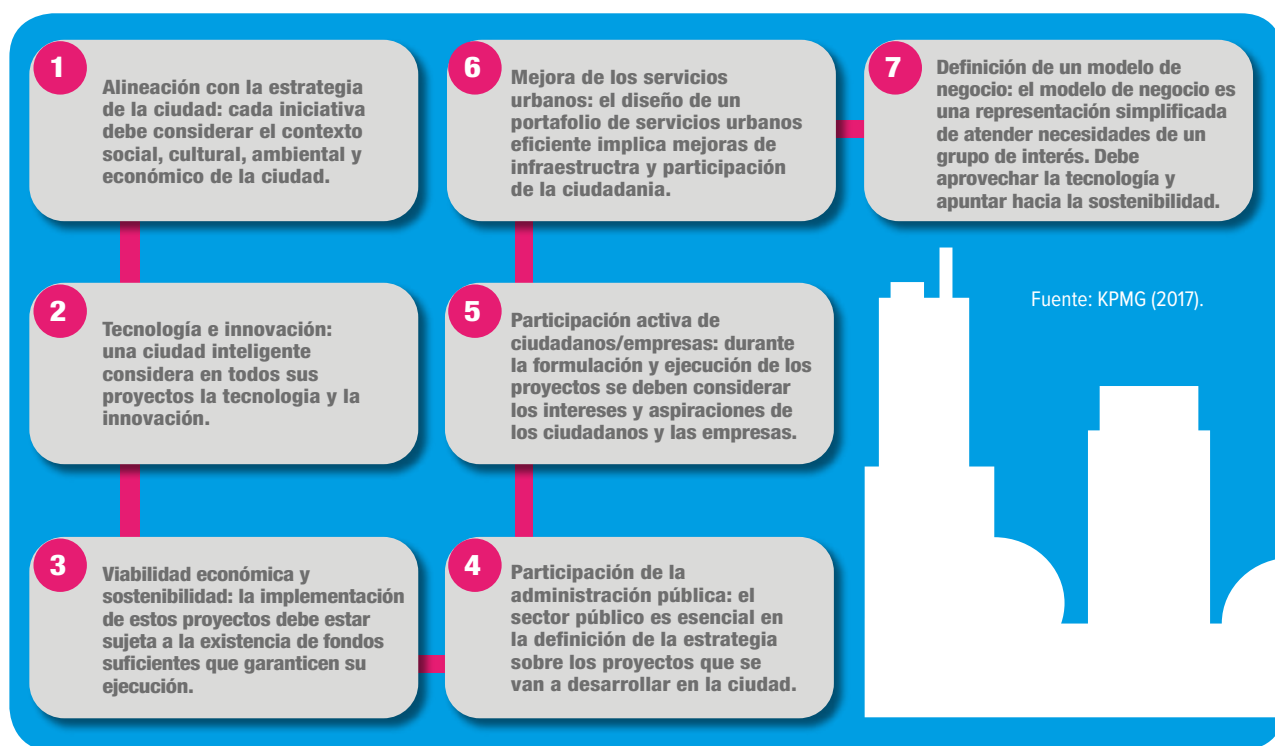 1
Alineación con la estrategia
de la ciudad: cada iniciativa
debe considerar el contexto
social, cultural, ambiental y
económico de la ciudad.
2
Tecnología e innovación:
una ciudad inteligente
considera en todos sus
proyectos la tecnologia y la
innovación.
3
Viabilidad económica y
sostenibilidad: la implementación
de estos proyectos debe estar
sujeta a la existencia de fondos
suficientes que garanticen su
ejecución.
4
Participación de la
administración pública: el
sector público es esencial en
la definición de la estrategia
sobre los proyectos que se
van a desarrollar en la ciudad.
5
Participación activa de
ciudadanos/empresas: durante
la formulación y ejecución de los
proyectos se deben considerar
los intereses y aspiraciones de
los ciudadanos y las empresas.
6
Mejora de los servicios
urbanos: el diseño de un
portafolio de servicios urbanos
eficiente implica mejoras de
infraestructra y participación
de la ciudadania.
7
Definición de un modelo de
negocio: el modelo de negocio es
una representación simplificada
de atender necesidades de un
grupo de interés. Debe
aprovechar la tecnología y
apuntar hacia la sostenibilidad.
Fuente: KPMG (2017).